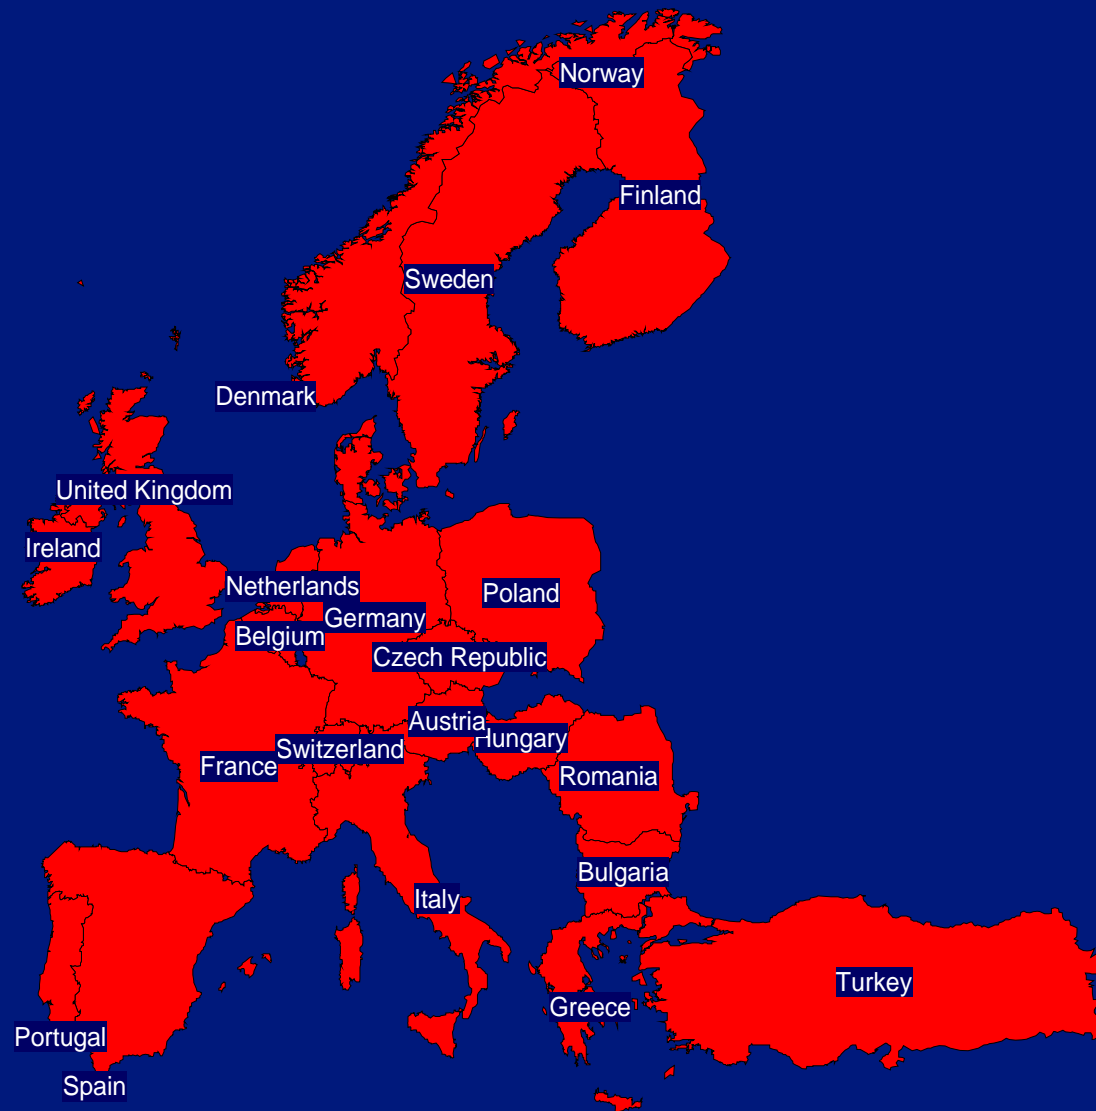 Norway
Finland
Sweden
Denmark
United Kingdom
Ireland
Netherlands
Poland
Germany
Belgium
Czech Republic
Austria
Hungary
Switzerland
France
Romania
Bulgaria
Italy
Turkey
Greece
Portugal
Spain